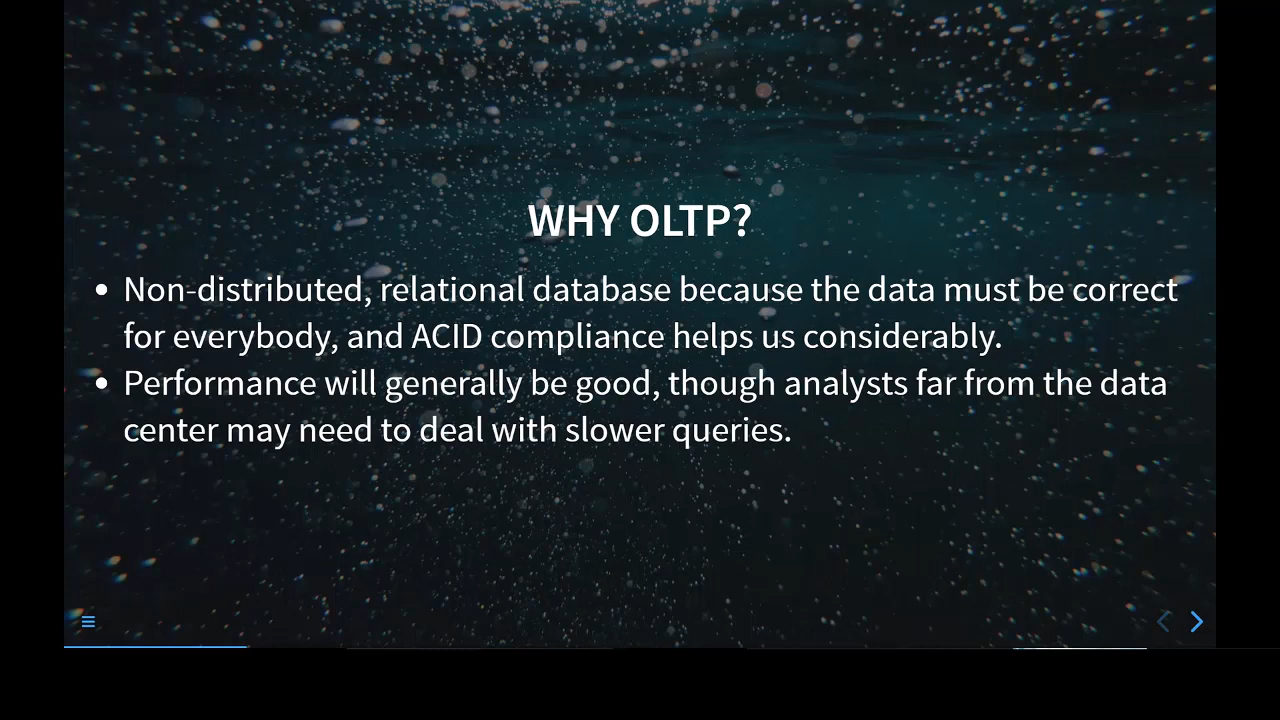 WHY OLTP?
• Non-distributed, relational database because the data must be correct
for everybody, and ACID compliance helps us considerably.
• Performance will generally be good, though analysts far from the data
center may need to deal with slower queries.